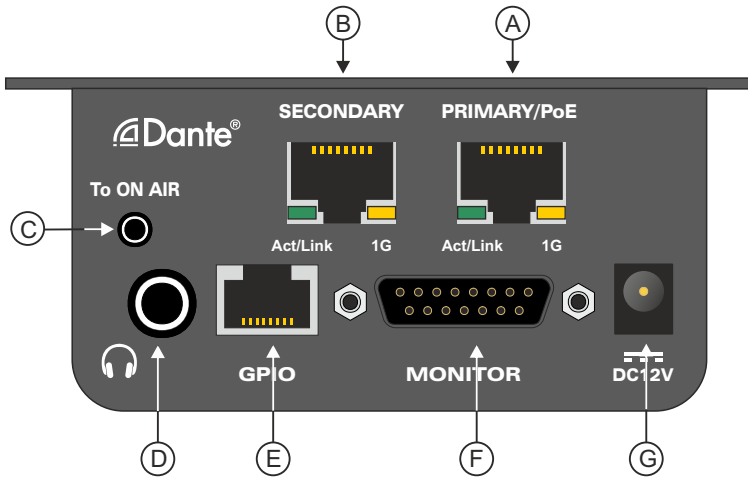 B
A
SECONDARY
PRIMARY/PoE
Dante®
To ON AIR
C
Act/Link
1G
Act/Link
1G
GPIO
MONITOR
DC12V
D
E
F
G